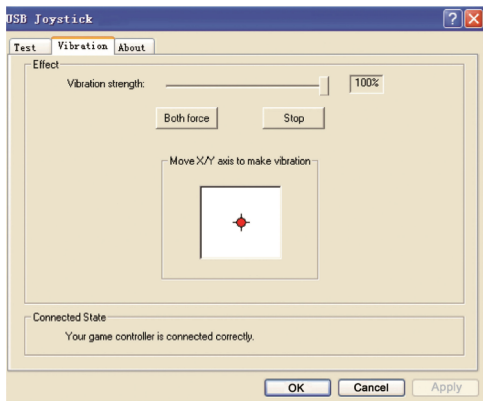 USB Joystick
Test Vibration About
Effect
Vibration strength: 100%
Both force Stop
Move X/Y axis to make vibration
Connected State
Your game controller is connected correctly.
OK Cancel Apply